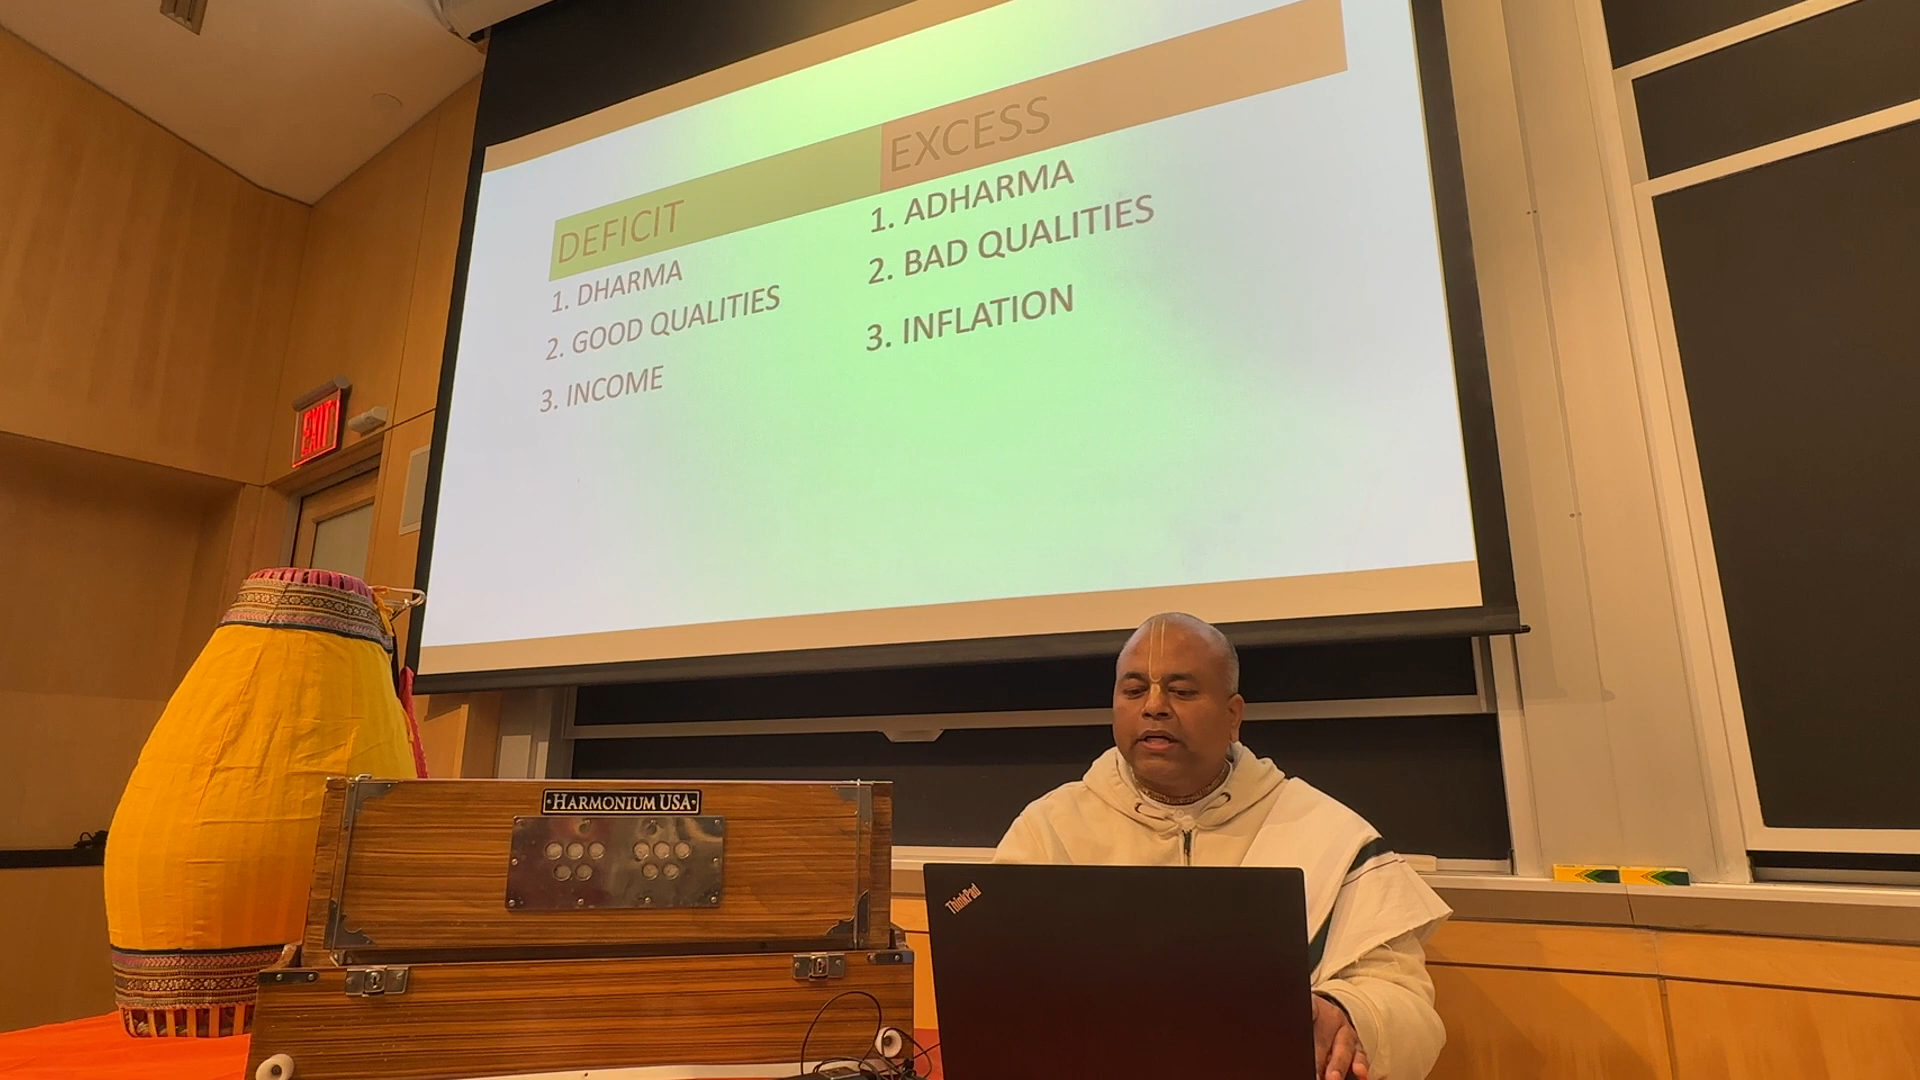 DEFICIT
1. DHARMA
2. GOOD QUALITIES
3. INCOME
EXCESS
1. ADHARMA
2. BAD QUALITIES
3. INFLATION
EXIT
HARMONIUM USA
ThinkPad